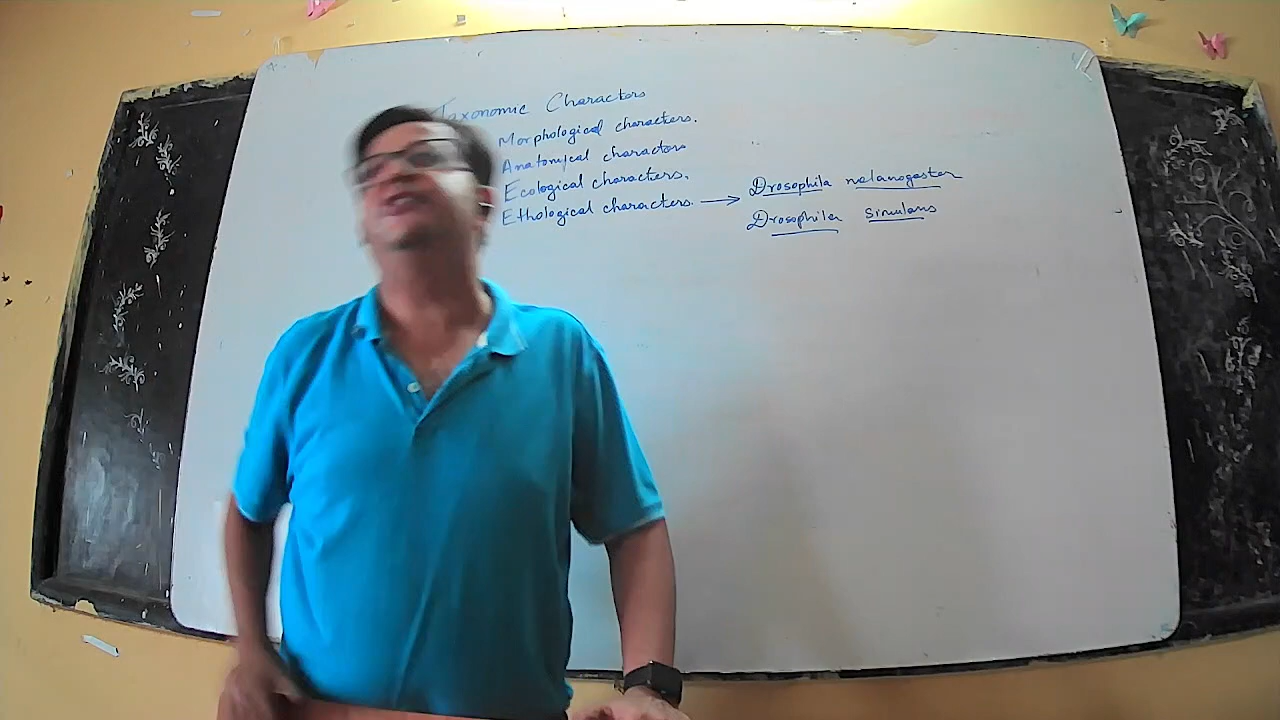 Taxonomic Characters
Morphological characters.
Anatomical characters
Ecological characters.
Ethological characters. → Drosophila melanogaster
Drosophila simulans